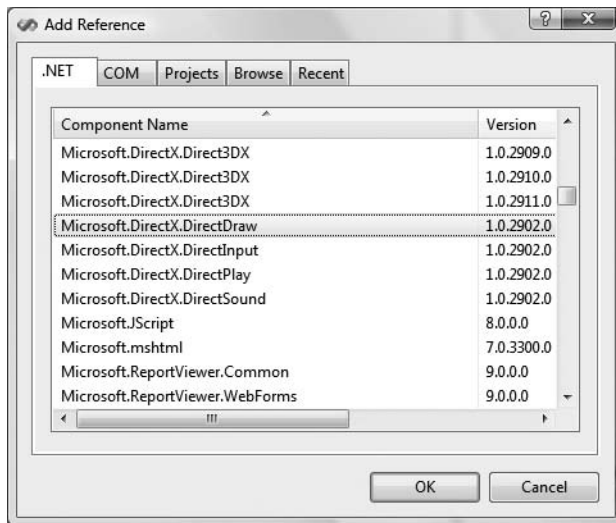 Add Reference
.NET COM Projects Browse Recent
Component Name Version
Microsoft.DirectX.Direct3DX 1.0.2909.0
Microsoft.DirectX.Direct3DX 1.0.2910.0
Microsoft.DirectX.Direct3DX 1.0.2911.0
Microsoft.DirectX.DirectDraw 1.0.2902.0
Microsoft.DirectX.DirectInput 1.0.2902.0
Microsoft.DirectX.DirectPlay 1.0.2902.0
Microsoft.DirectX.DirectSound 1.0.2902.0
Microsoft.JScript 8.0.0.0
Microsoft.mshtml 7.0.3300.0
Microsoft.ReportViewer.Common 9.0.0.0
Microsoft.ReportViewer.WebForms 9.0.0.0
OK Cancel